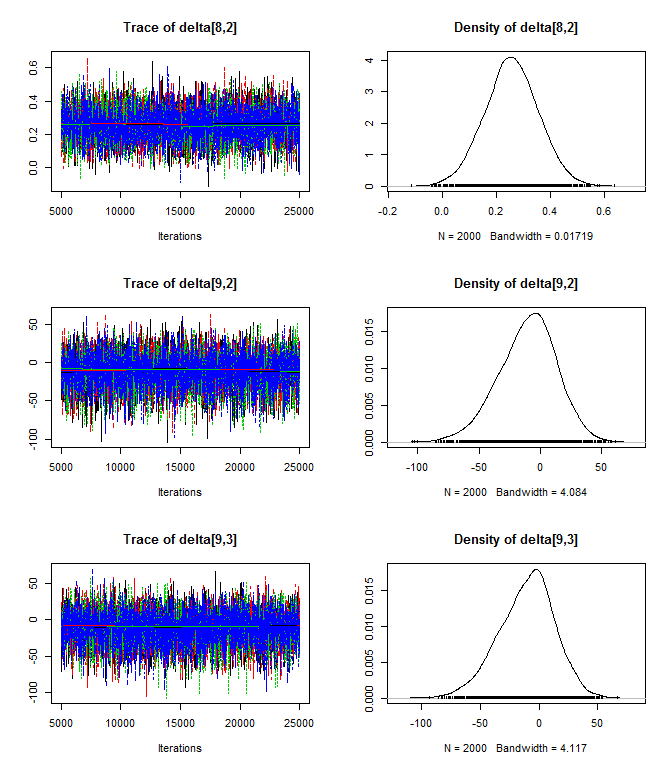 Trace of delta[8,2]
Density of delta[8,2]
0.6
0.4
0.2
0.0
5000 10000 15000 20000 25000
Iterations
4
3
2
1
0
-0.2 0.0 0.2 0.4 0.6
N = 2000 Bandwidth = 0.01719
Trace of delta[9,2]
Density of delta[9,2]
50
0
-50
-100
5000 10000 15000 20000 25000
Iterations
0.015
0.010
0.005
0.000
-100 -50 0 50
N = 2000 Bandwidth = 4.084
Trace of delta[9,3]
Density of delta[9,3]
50
0
-50
-100
5000 10000 15000 20000 25000
Iterations
0.015
0.010
0.005
0.000
-100 -50 0 50
N = 2000 Bandwidth = 4.117